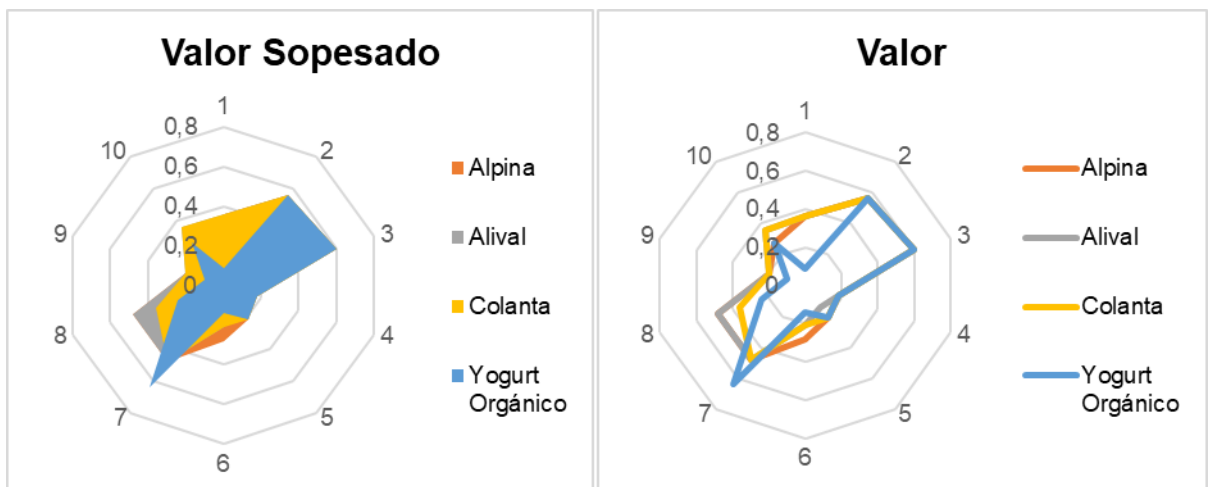 Valor Sopesado
1
2
3
4
5
6
7
8
9
10
0,8
0,6
0,4
0,2
0
Alpina
Alival
Colanta
Yogurt
Orgánico
Valor
1
2
3
4
5
6
7
8
9
10
0,8
0,6
0,4
0,2
0
Alpina
Alival
Colanta
Yogurt
Orgánico